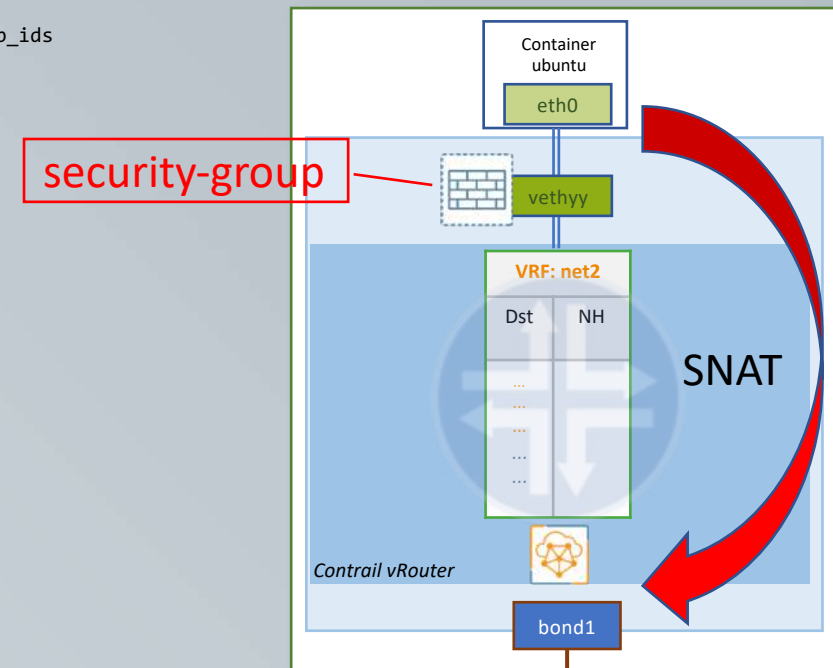 p_ids
Container
ubuntu
eth0
security-group
vethyy
VRF: net2
Dst NH
SNAT
...
...
...
...
...
Contrail vRouter
bond1